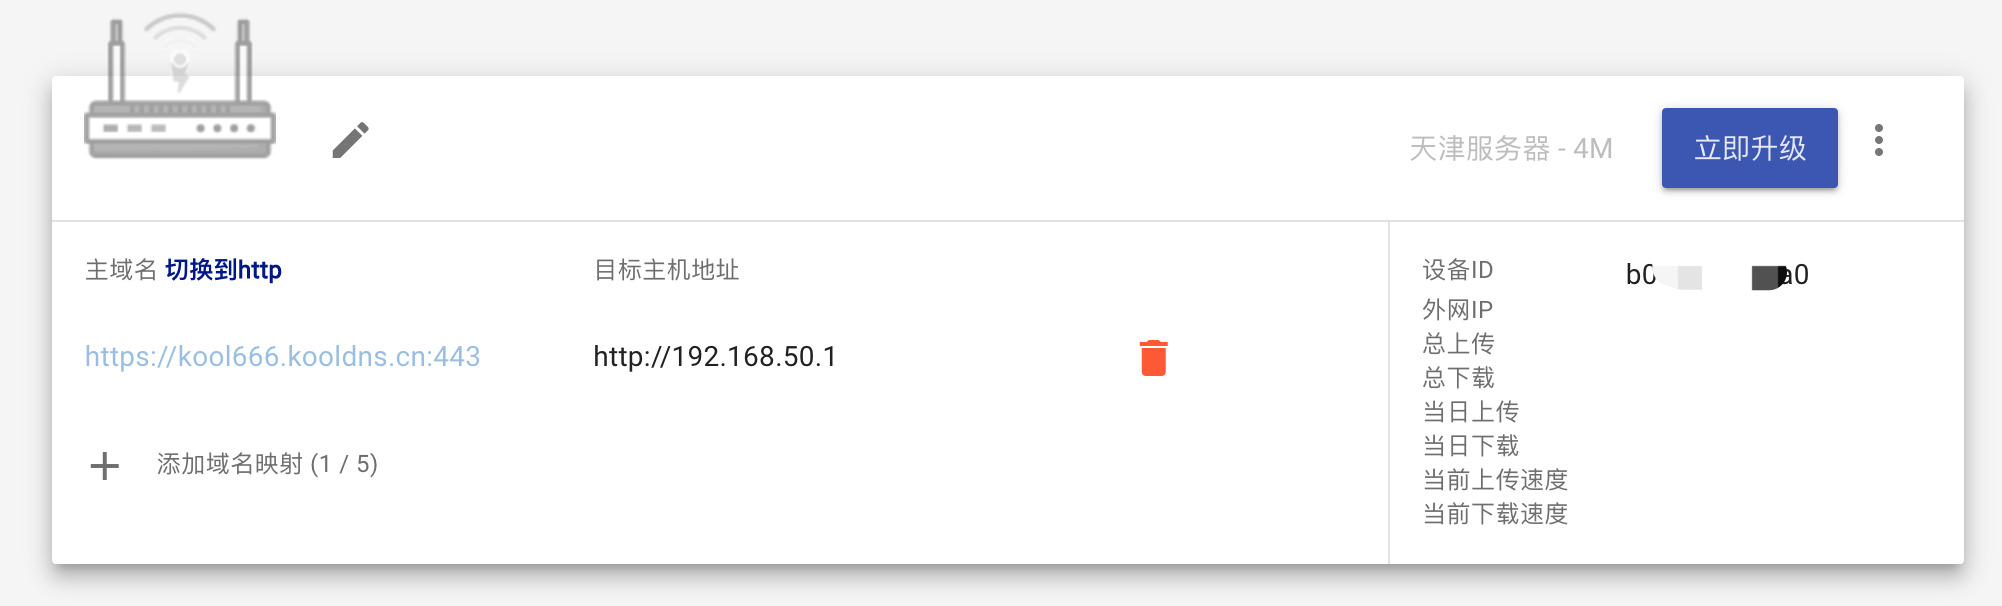 天津服务器 - 4M
立即升级
主域名 切换到http
目标主机地址
https://kool666.kooldns.cn:443
http://192.168.50.1
添加域名映射 (1 / 5)
设备ID
b0 a0
外网IP
总上传
总下载
当日上传
当日下载
当前上传速度
当前下载速度